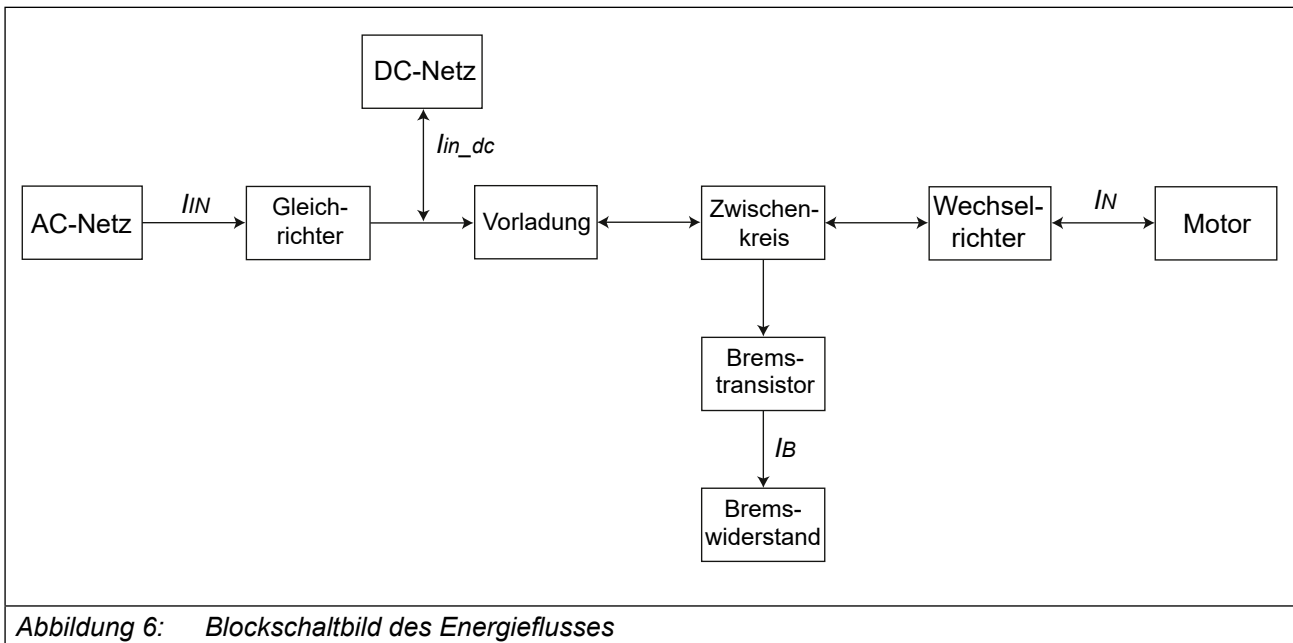 DC-Netz
Iin_dc
AC-Netz
IIN
Gleich-
richter
Vorladung
Zwischen-
kreis
Wechsel-
richter
IN
Motor
Brems-
transistor
IB
Brems-
widerstand
Abbildung 6: Blockschaltbild des Energieflusses